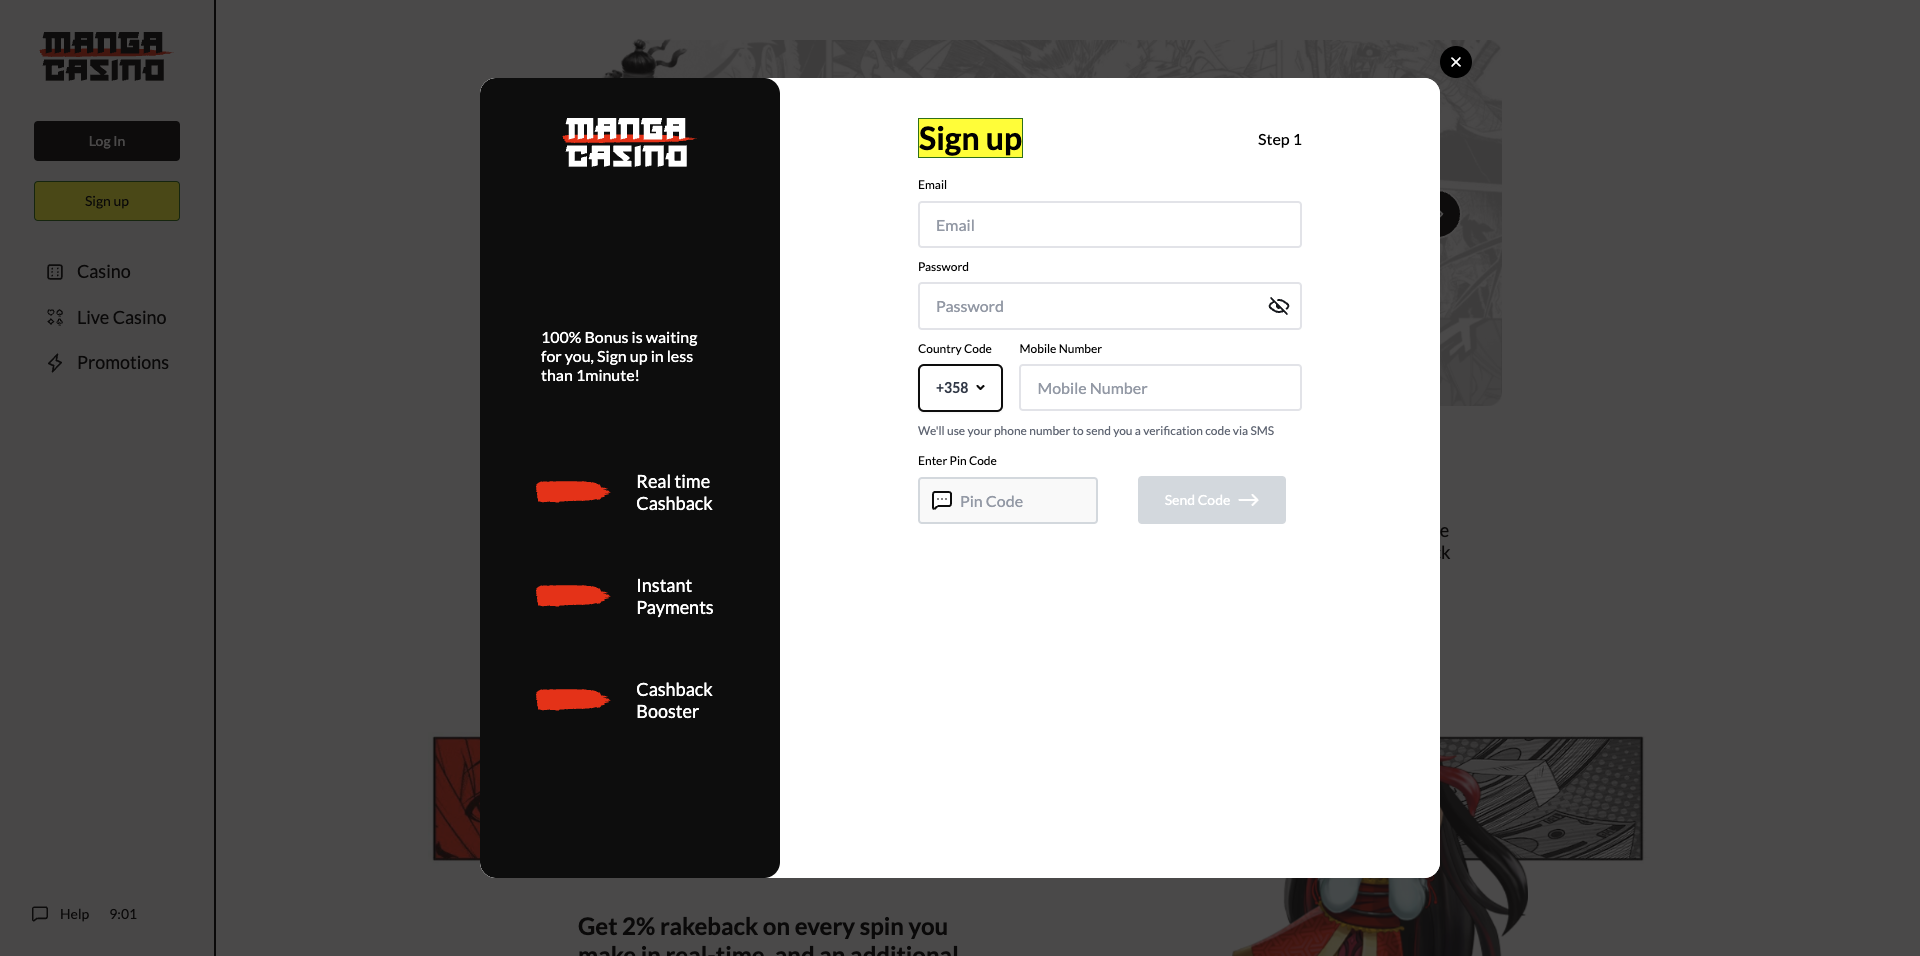 MANGA
CASINO
Log In
Sign up
Casino
Live Casino
Promotions
Help 9:01
MANGA
CASINO
100% Bonus is waiting
for you, Sign up in less
than 1minute!
Real time
Cashback
Instant
Payments
Cashback
Booster
Sign up
Step 1
Email
Email
Password
Password
Country Code Mobile Number
+358 Mobile Number
We'll use your phone number to send you a verification code via SMS
Enter Pin Code
Pin Code
Send Code
Get 2% rakeback on every spin you
make in real-time, and an additional